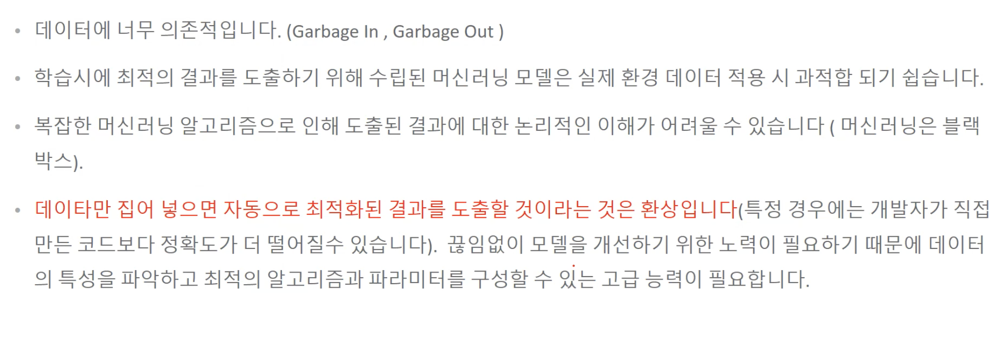 • 데이터에 너무 의존적입니다. (Garbage In , Garbage Out )
• 학습시에 최적의 결과를 도출하기 위해 수립된 머신러닝 모델은 실제 환경 데이터 적용 시 과적합 되기 쉽습니다.
• 복잡한 머신러닝 알고리즘으로 인해 도출된 결과에 대한 논리적인 이해가 어려울 수 있습니다 ( 머신러닝은 블랙
박스).
• 데이타만 집어 넣으면 자동으로 최적화된 결과를 도출할 것이라는 것은 환상입니다(특정 경우에는 개발자가 직접
만든 코드보다 정확도가 더 떨어질수 있습니다).  끊임없이 모델을 개선하기 위한 노력이 필요하기 때문에 데이터
의 특성을 파악하고 최적의 알고리즘과 파라미터를 구성할 수 있는 고급 능력이 필요합니다.